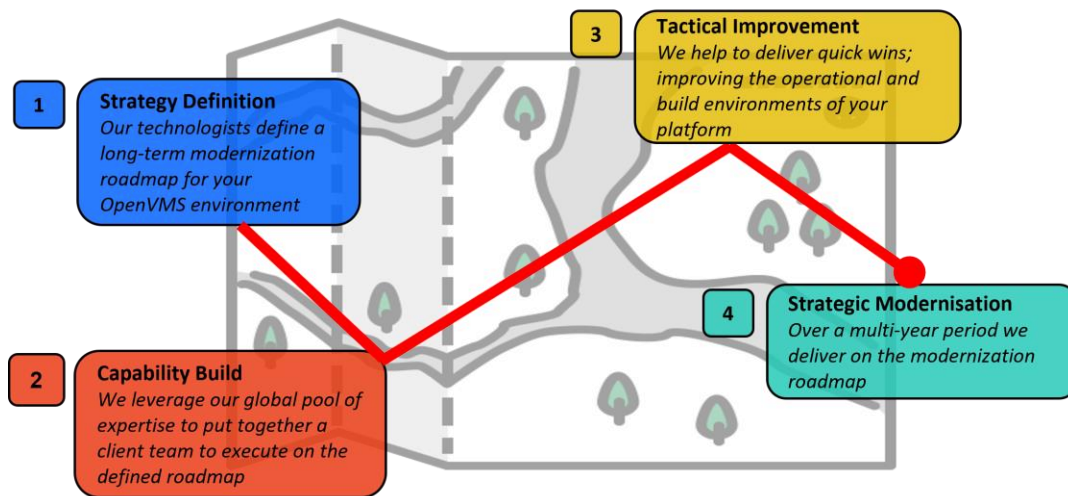 1
Strategy Definition
Our technologists define a
long-term modernization
roadmap for your
OpenVMS environment
2
Capability Build
We leverage our global pool of
expertise to put together a
client team to execute on the
defined roadmap
3
Tactical Improvement
We help to deliver quick wins;
improving the operational and
build environments of your
platform
4
Strategic Modernisation
Over a multi-year period we
deliver on the modernization
roadmap